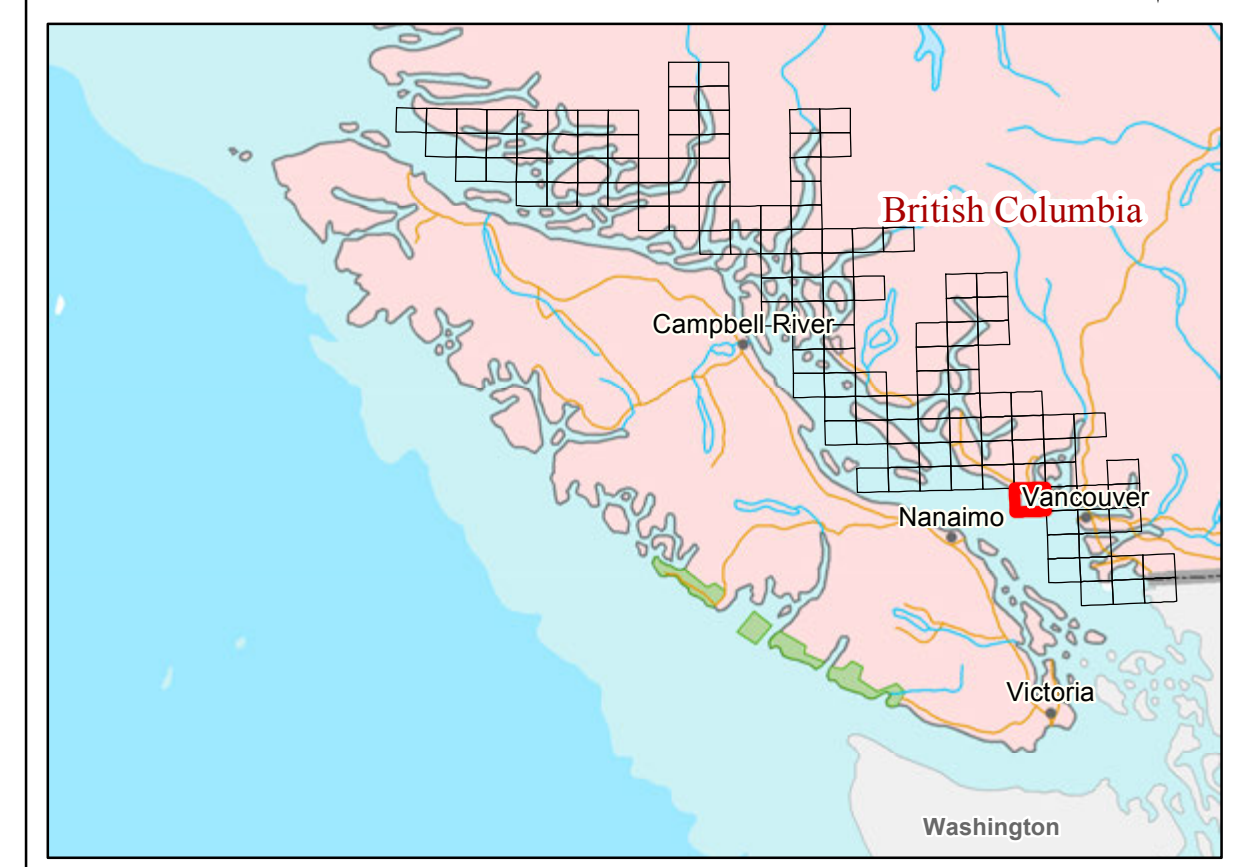 British Columbia
Campbell River
Vancouver
Nanaimo
Victoria
Washington